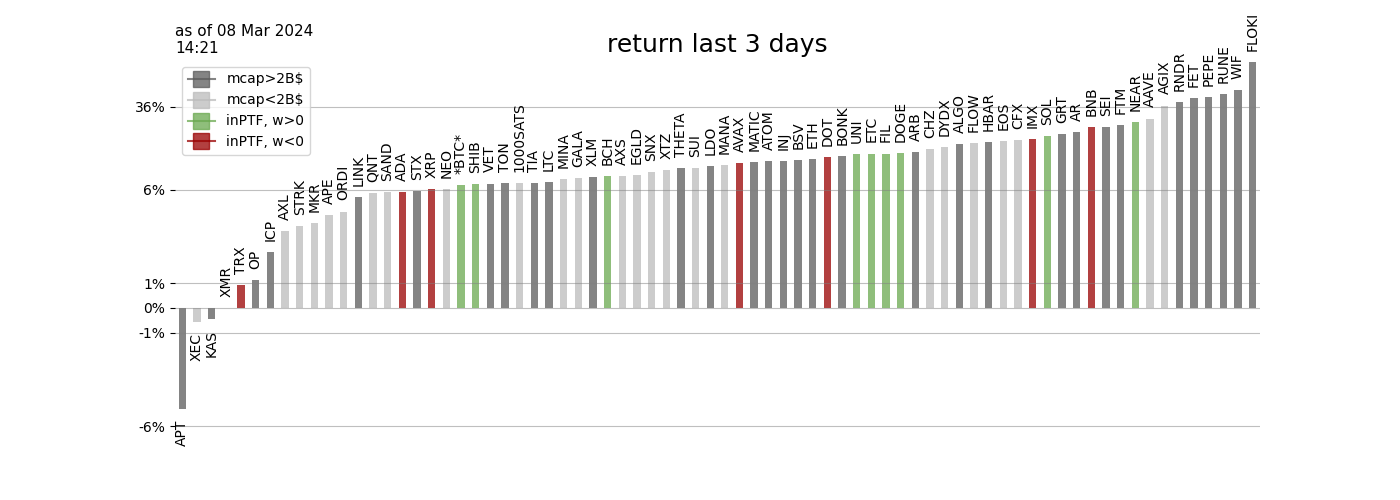 as of 08 Mar 2024
14:21
return last 3 days
mcap>2B$
mcap<2B$
inPTF, w>0
inPTF, w<0
36%
6%
1%
0%
-1%
-6%
APT
XEC
KAS
XMR
TRX
OP
ICP
AXL
STRK
MKR
APE
ORDI
LINK
QNT
SAND
ADA
STX
XRP
NEO
*BTC*
SHIB
VET
TON
1000SATS
TIA
LTC
MINA
GALA
XLM
BCH
AXS
EGLD
SNX
XTZ
THETA
SUI
LDO
MANA
AVAX
MATIC
ATOM
INJ
BSV
ETH
DOT
BONK
UNI
ETC
FIL
DOGE
ARB
CHZ
DYDX
ALGO
FLOW
HBAR
EOS
CFX
IMX
SOL
GRT
AR
BNB
SEI
FTM
NEAR
AAVE
AGIX
RNDR
FET
PEPE
RUNE
WIF
FLOKI